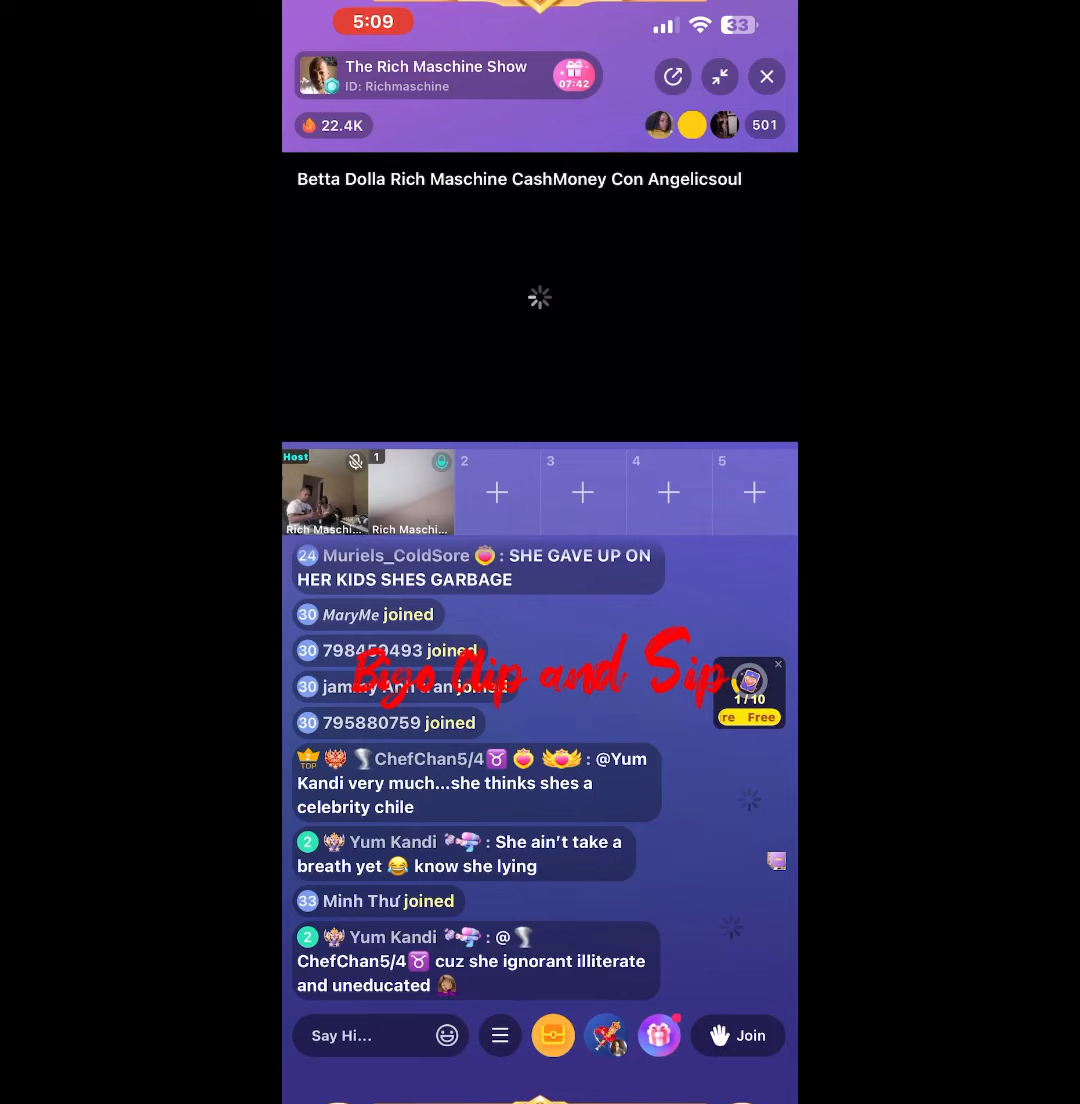 5:09
33
The Rich Maschine Show
ID: Richmaschine
07:42
22.4K
501
Betta Dolla Rich Maschine CashMoney Con Angelicsoul
Host
1
2
3
4
5
Rich Maschi...
Rich Maschi...
24 Muriels_ColdSore : SHE GAVE UP ON
HER KIDS SHES GARBAGE
30 MaryMe joined
30 798459493 joined
Bigo Clip and Sip
30 joined
1/10
re Free
30 795880759 joined
TOP ChefChan5/4♉ : @Yum
Kandi very much...she thinks shes a
celebrity chile
2 Yum Kandi : She ain't take a
breath yet 😂 know she lying
33 Minh Thư joined
2 Yum Kandi : @🌪️
ChefChan5/4♉ cuz she ignorant illiterate
and uneducated 🤦🏽‍♀️
Say Hi...
Join